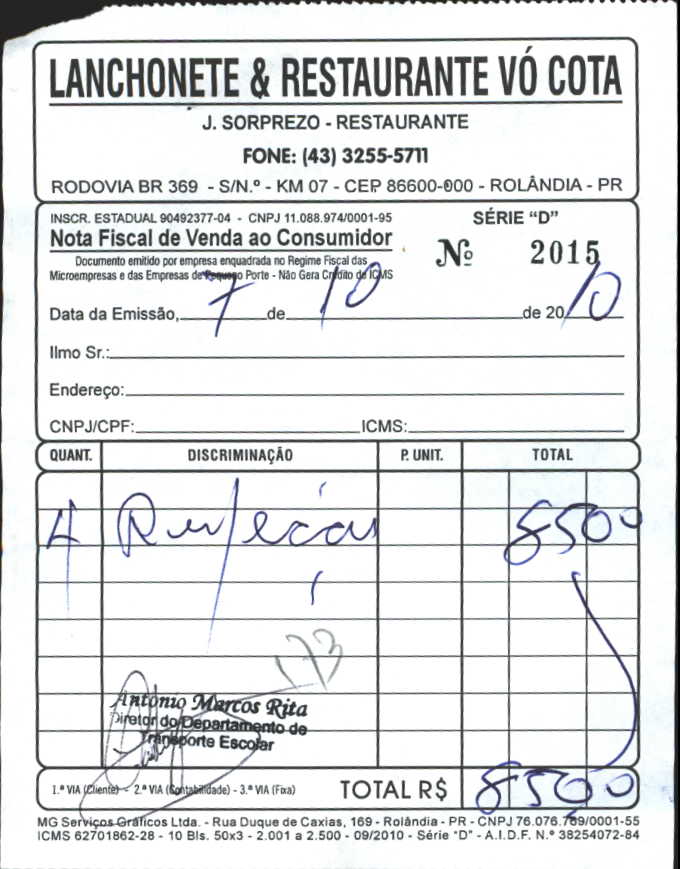 LANCHONETE & RESTAURANTE VÓ COTA
J. SORPREZO - RESTAURANTE
FONE: (43) 3255-5711
RODOVIA BR 369 - S/N.º - KM 07 - CEP 86600-000 - ROLÂNDIA - PR
INSCR. ESTADUAL 90492377-04 - CNPJ 11.088.974/0001-95
SÉRIE "D"
Nota Fiscal de Venda ao Consumidor
Nº 2015
Documento emitido por empresa enquadrada no Regime Fiscal das
Microempresas e das Empresas de Pequeno Porte - Não Gera Crédito de ICMS
Data da Emissão, 7 de 10 de 2010
Ilmo Sr.:
Endereço:
CNPJ/CPF: ICMS:
QUANT. DISCRIMINAÇÃO P. UNIT. TOTAL
4 Refeição 8500
173
Antonio Marcos Rita
Diretor do Departamento de
Transporte Escolar
1.ª VIA (Cliente) - 2.ª VIA (Contabilidade) - 3.ª VIA (Fixa) TOTAL R$ 8500
MG Serviços Gráficos Ltda. - Rua Duque de Caxias, 169 - Rolândia - PR - CNPJ 76.076.769/0001-55
ICMS 62701862-28 - 10 Bls. 50x3 - 2.001 a 2.500 - 09/2010 - Série "D" - A.I.D.F. N.º 38254072-84